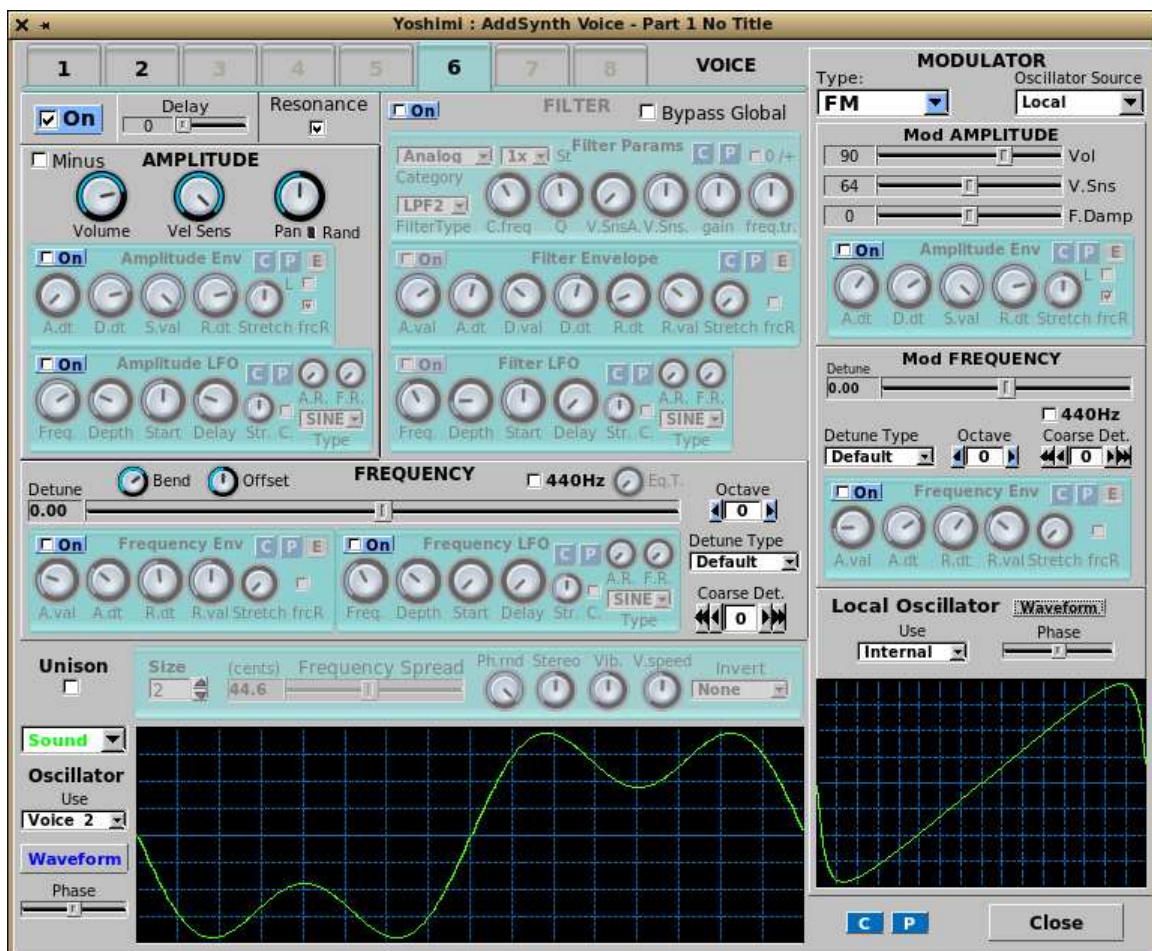 Yoshimi : AddSynth Voice - Part 1 No Title
1 2 3 4 5 6 7 8 VOICE
On
Delay
0
Resonance
Minus AMPLITUDE
Volume Vel Sens Pan Rand
On Amplitude Env C P E
L
A.dt D.dt S.val R.dt Stretch frcR
On Amplitude LFO C P
A.R. F.R.
SINE
Freq. Depth Start Delay Str. C. Type
On FILTER Bypass Global
Analog 1x St Filter Params C P 0 /+
Category
LPF2
FilterType C.freq Q V.SnsA. V.Sns. gain freq.tr.
On Filter Envelope C P E
A.val A.dt D.val D.dt R.dt R.val Stretch frcR
On Filter LFO C P
A.R. F.R.
SINE
Freq. Depth Start Delay Str. C. Type
Bend Offset FREQUENCY 440Hz Eq.T.
Detune
0.00
Octave
0
On Frequency Env C P E
A.val A.dt R.dt R.val Stretch frcR
On Frequency LFO C P
A.R. F.R.
SINE
Freq. Depth Start Delay Str. C. Type
Detune Type
Default
Coarse Det.
0
Unison
Size (cents) Frequency Spread Ph.rnd Stereo Vib. V.speed Invert
2 44.6 None
Sound
Oscillator
Use
Voice 2
Waveform
Phase
MODULATOR
Type: Oscillator Source
FM Local
Mod AMPLITUDE
90 Vol
64 V.Sns
0 F.Damp
On Amplitude Env C P E
L
A.dt D.dt S.val R.dt Stretch frcR
Mod FREQUENCY
Detune
0.00
440Hz
Detune Type Octave Coarse Det.
Default 0 0
On Frequency Env C P E
A.val A.dt R.dt R.val Stretch frcR
Local Oscillator Waveform
Use Phase
Internal
C P Close